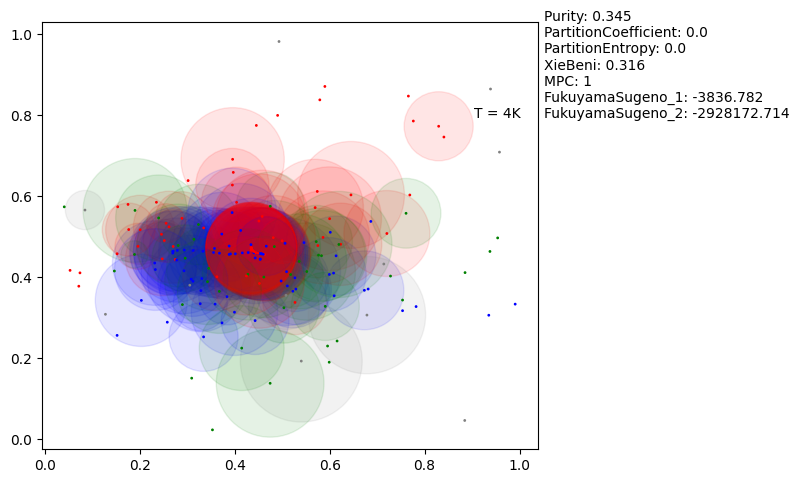 Purity: 0.345
PartitionCoefficient: 0.0
PartitionEntropy: 0.0
XieBeni: 0.316
MPC: 1
FukuyamaSugeno_1: -3836.782
FukuyamaSugeno_2: -2928172.714
T = 4K
1.0
0.8
0.6
0.4
0.2
0.0
0.0 0.2 0.4 0.6 0.8 1.0